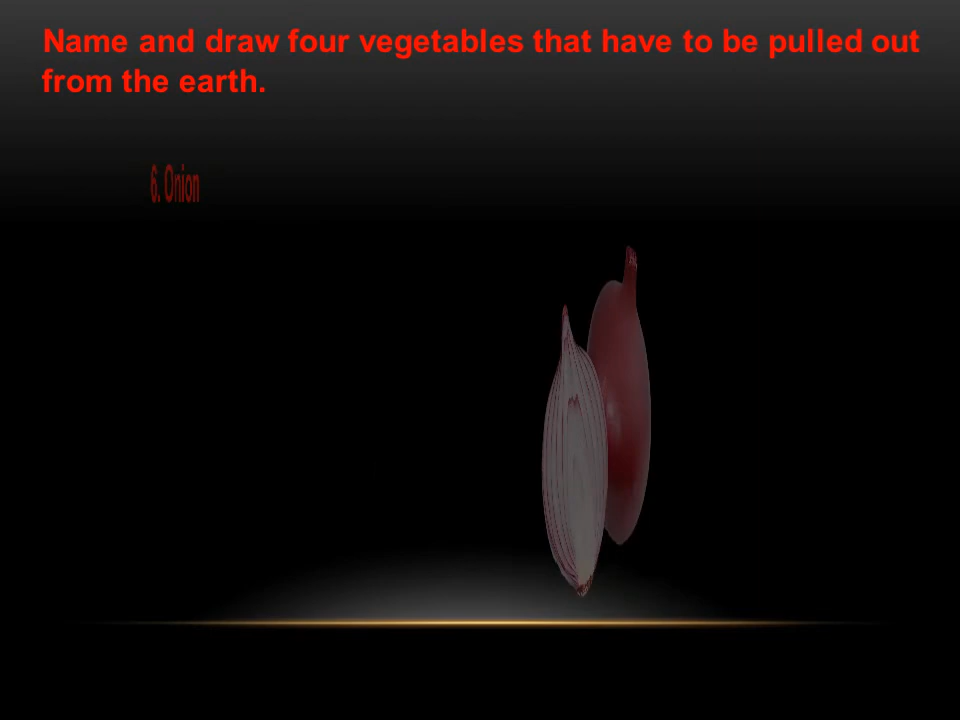 Name and draw four vegetables that have to be pulled out
from the earth.
6. Onion